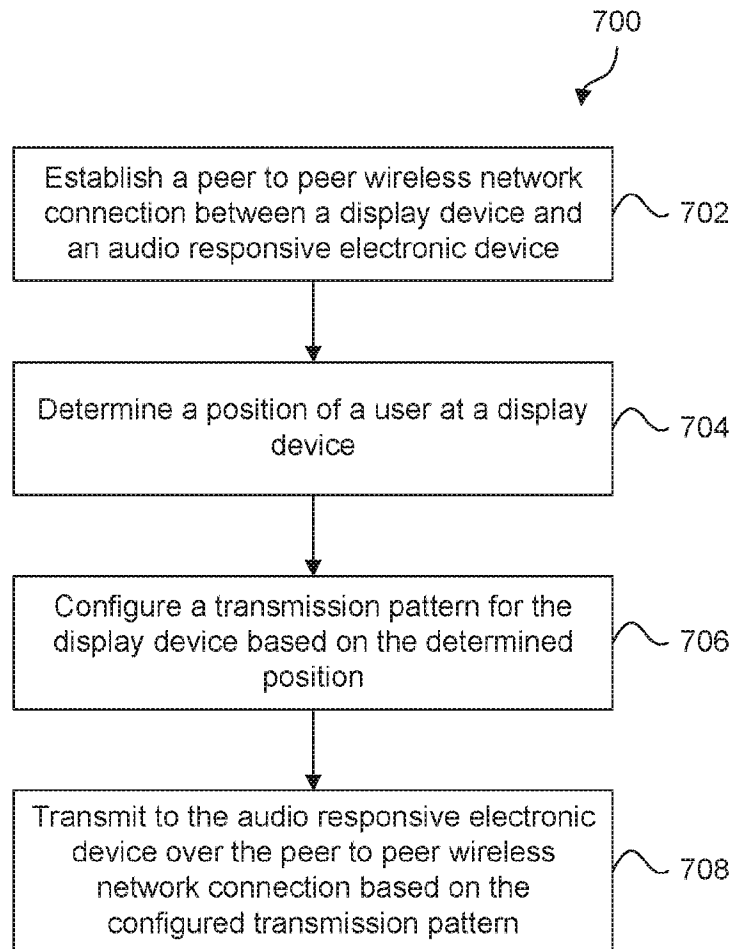 700
Establish a peer to peer wireless network
connection between a display device and
an audio responsive electronic device
702
Determine a position of a user at a display
device
704
Configure a transmission pattern for the
display device based on the determined
position
706
Transmit to the audio responsive electronic
device over the peer to peer wireless
network connection based on the
configured transmission pattern
708